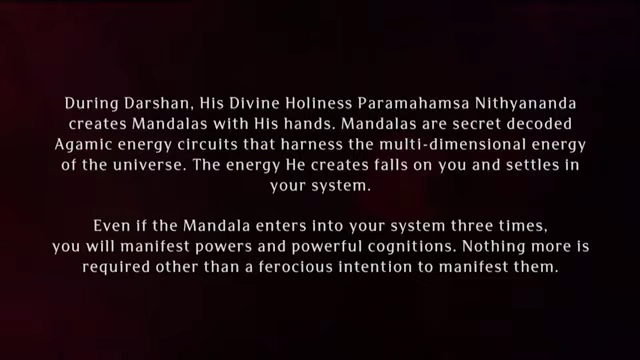 During Darshan, His Divine Holiness Paramahamsa Nithyananda
creates Mandalas with His hands. Mandalas are secret decoded
Agamic energy circuits that harness the multi-dimensional energy
of the universe. The energy He creates falls on you and settles in
your system.
Even if the Mandala enters into your system three times,
you will manifest powers and powerful cognitions. Nothing more is
required other than a ferocious intention to manifest them.